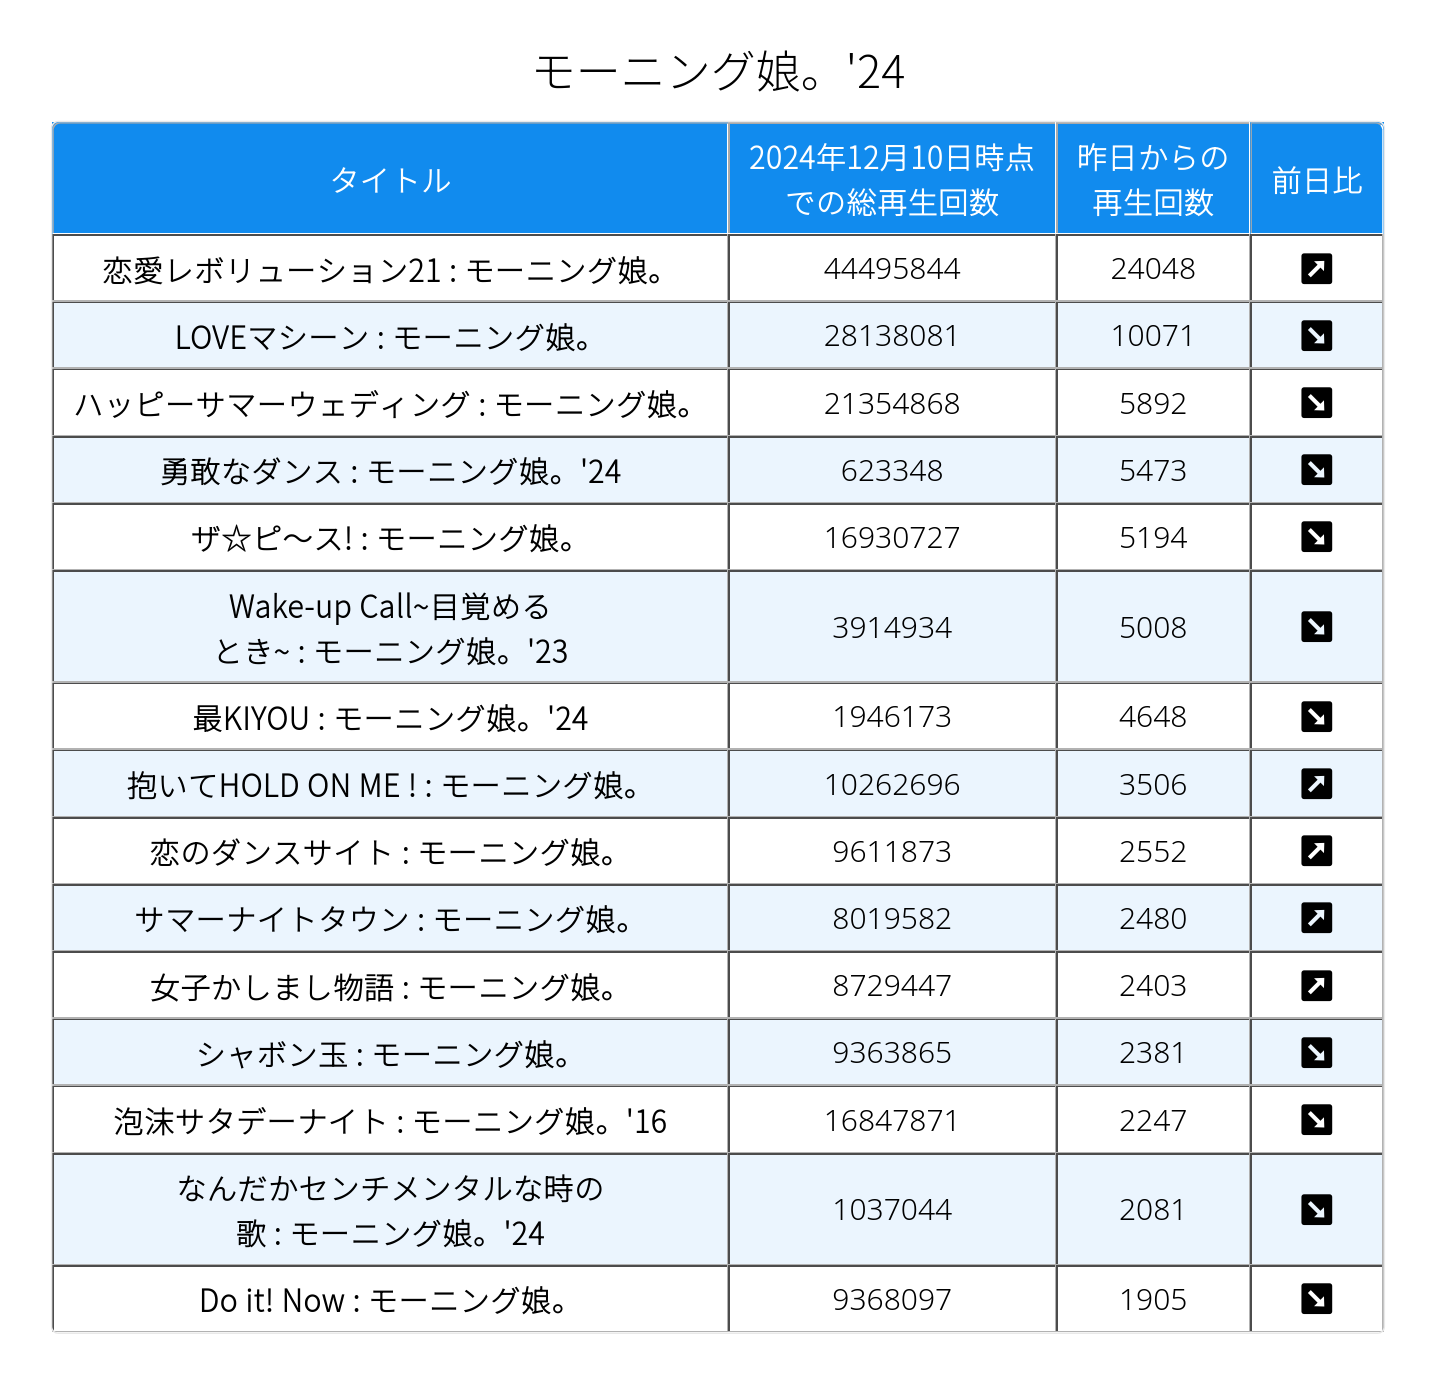 モーニング娘。'24
タイトル
2024年12月10日時点
での総再生回数
昨日からの
再生回数
前日比
恋愛レボリューション21 : モーニング娘。 44495844 24048 ↗
LOVEマシーン : モーニング娘。 28138081 10071 ↘
ハッピーサマーウェディング : モーニング娘。 21354868 5892 ↘
勇敢なダンス : モーニング娘。'24 623348 5473 ↘
ザ☆ピ〜ス! : モーニング娘。 16930727 5194 ↘
Wake-up Call~目覚める
とき~ : モーニング娘。'23 3914934 5008 ↘
最KIYOU : モーニング娘。'24 1946173 4648 ↘
抱いてHOLD ON ME ! : モーニング娘。 10262696 3506 ↗
恋のダンスサイト : モーニング娘。 9611873 2552 ↗
サマーナイトタウン : モーニング娘。 8019582 2480 ↗
女子かしまし物語 : モーニング娘。 8729447 2403 ↗
シャボン玉 : モーニング娘。 9363865 2381 ↘
泡沫サタデーナイト : モーニング娘。'16 16847871 2247 ↘
なんだかセンチメンタルな時の
歌 : モーニング娘。'24 1037044 2081 ↘
Do it! Now : モーニング娘。 9368097 1905 ↘